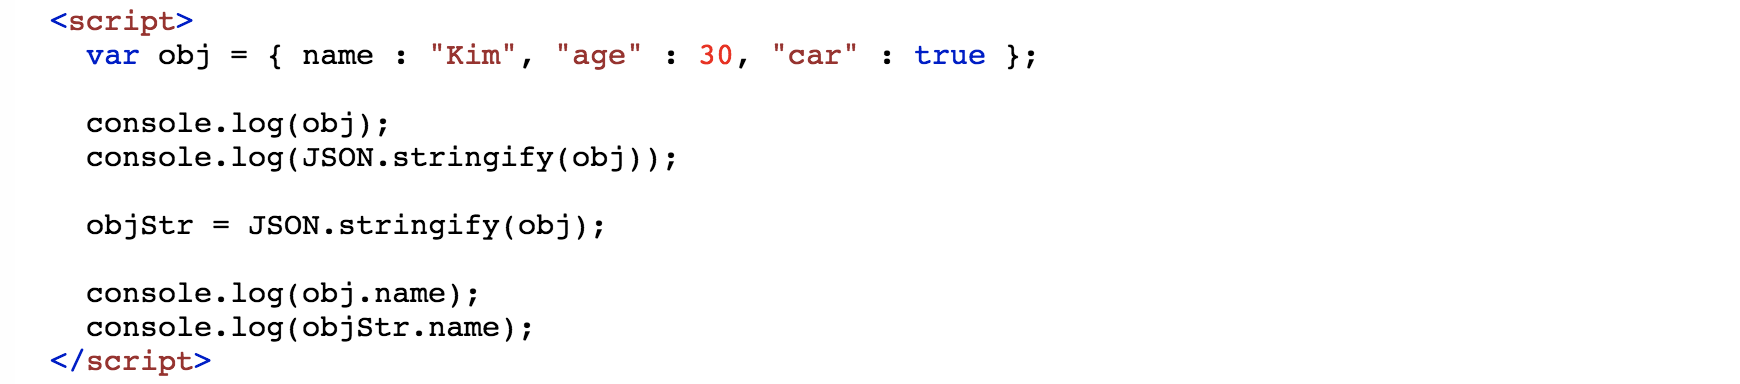 <script>
var obj = { name : "Kim", "age" : 30, "car" : true };
console.log(obj);
console.log(JSON.stringify(obj));
objStr = JSON.stringify(obj);
console.log(obj.name);
console.log(objStr.name);
</script>